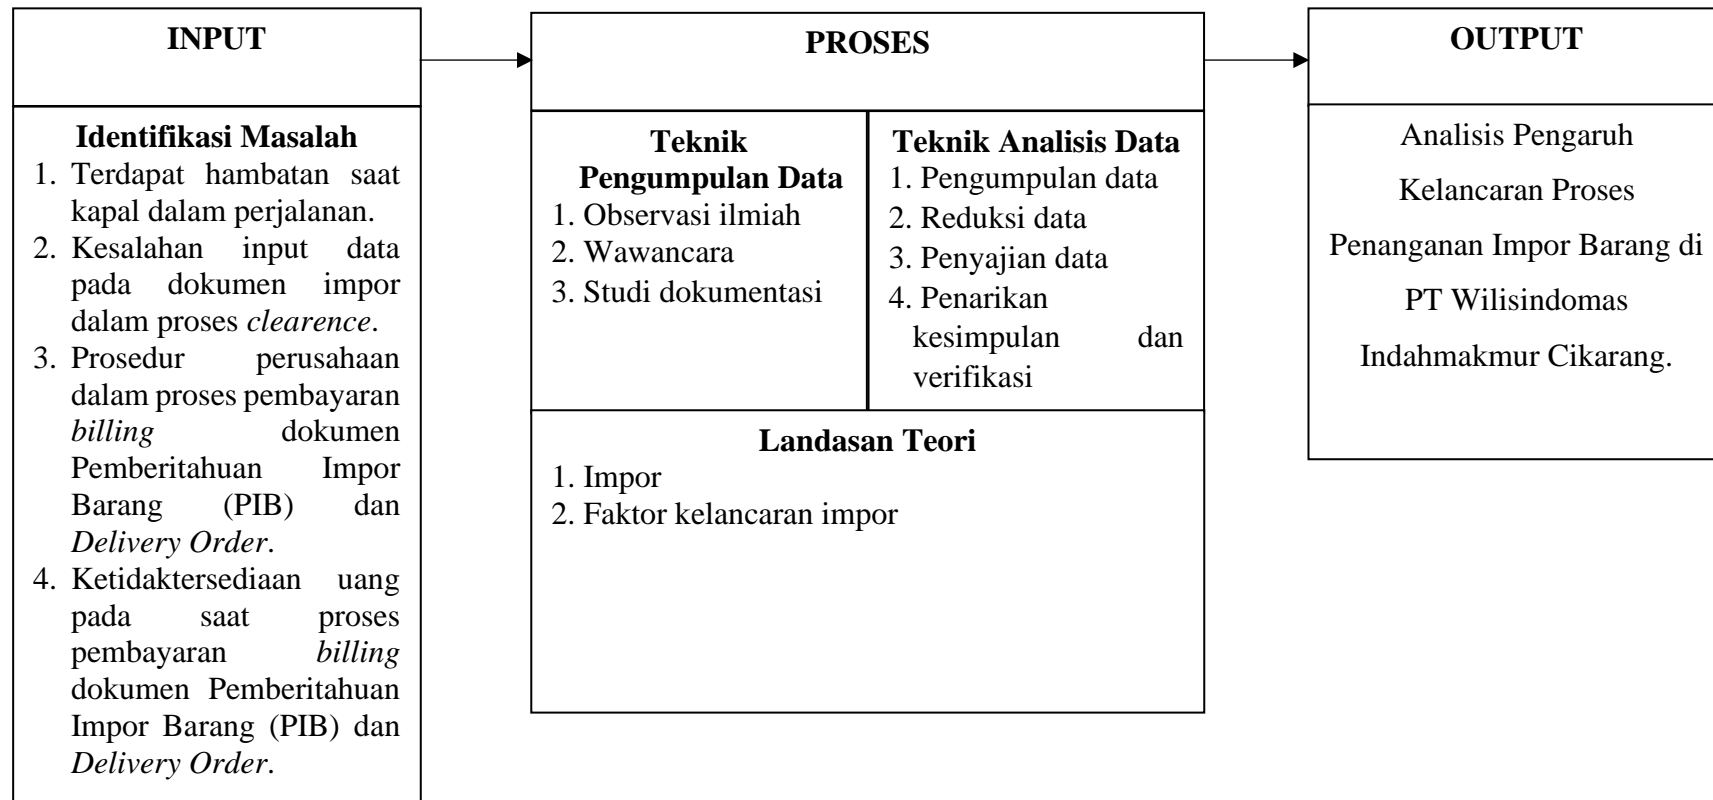 INPUT
Identifikasi Masalah
1. Terdapat hambatan saat
kapal dalam perjalanan.
2. Kesalahan input data
pada dokumen impor
dalam proses clearence.
3. Prosedur perusahaan
dalam proses pembayaran
billing dokumen
Pemberitahuan Impor
Barang (PIB) dan
Delivery Order.
4. Ketidaktersediaan uang
pada saat proses
pembayaran billing
dokumen Pemberitahuan
Impor Barang (PIB) dan
Delivery Order.
PROSES
Teknik
Pengumpulan Data
1. Observasi ilmiah
2. Wawancara
3. Studi dokumentasi
Teknik Analisis Data
1. Pengumpulan data
2. Reduksi data
3. Penyajian data
4. Penarikan
kesimpulan dan
verifikasi
Landasan Teori
1. Impor
2. Faktor kelancaran impor
OUTPUT
Analisis Pengaruh
Kelancaran Proses
Penanganan Impor Barang di
PT Wilisindomas
Indahmakmur Cikarang.